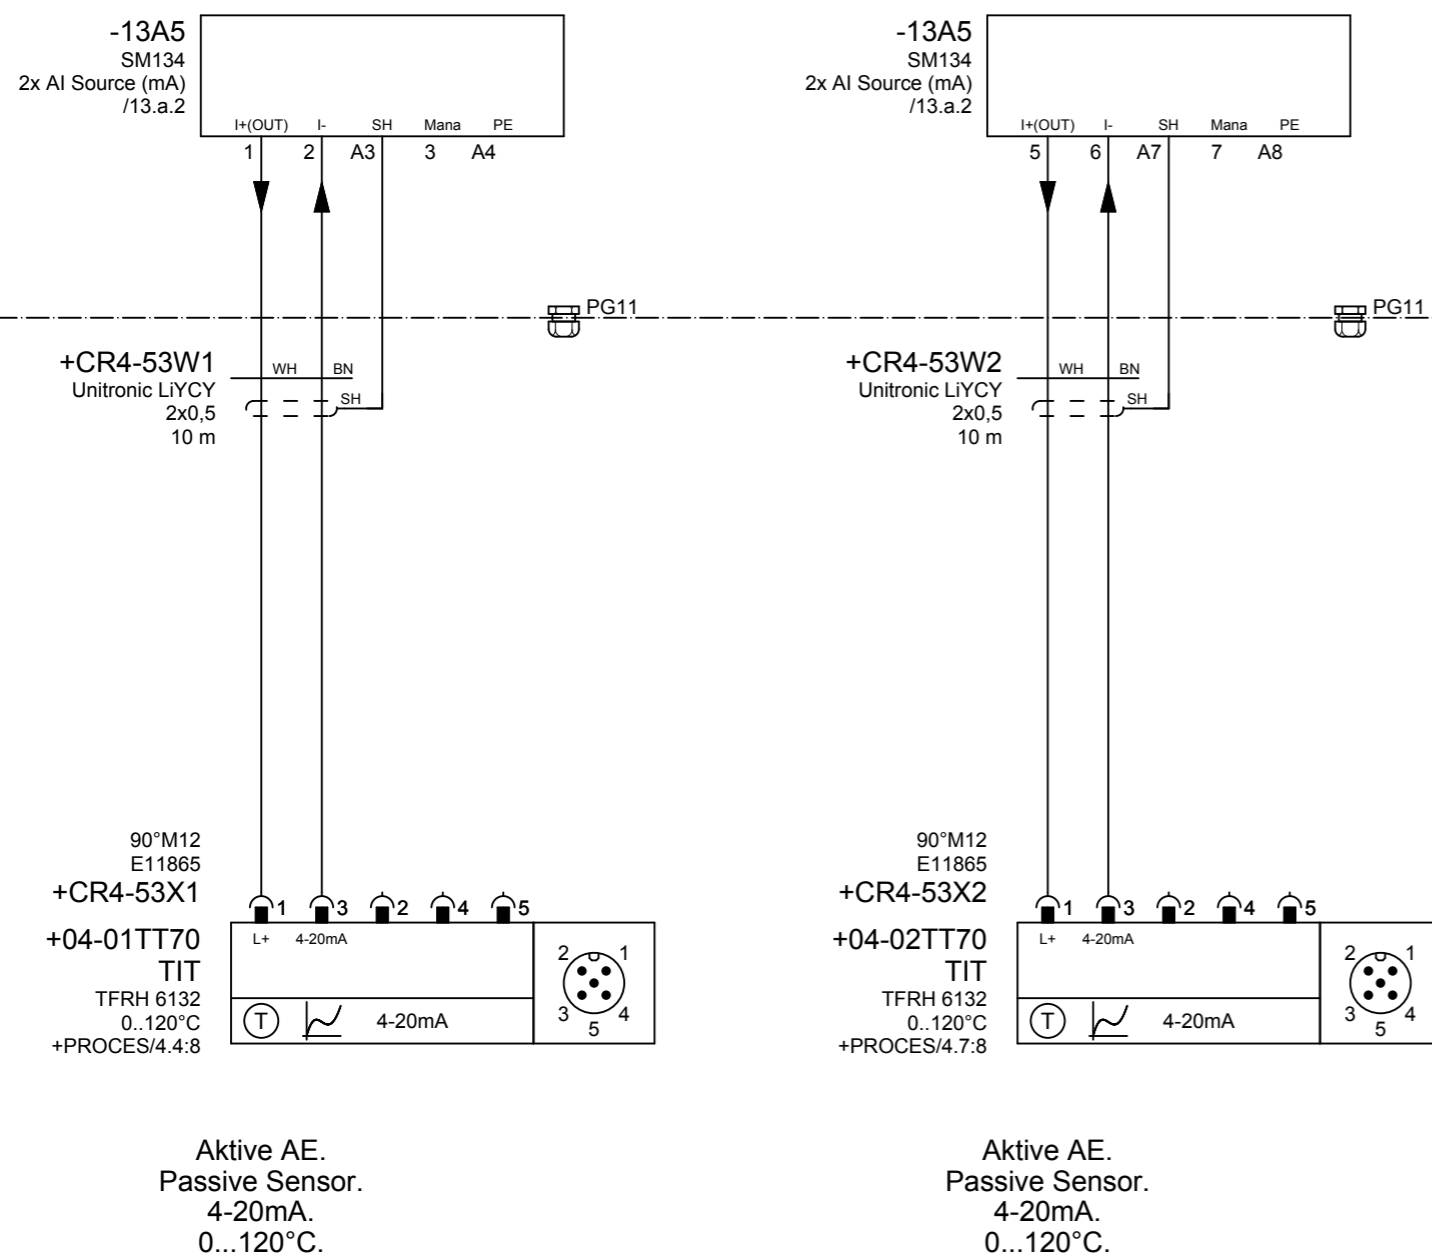 -13A5
SM134
2x AI Source (mA)
/13.a.2
I+(OUT) I- SH Mana PE
1 2 A3 3 A4
-13A5
SM134
2x AI Source (mA)
/13.a.2
I+(OUT) I- SH Mana PE
5 6 A7 7 A8
PG11
PG11
+CR4-53W1
Unitronic LiYCY
2x0,5
10 m
WH BN
SH
+CR4-53W2
Unitronic LiYCY
2x0,5
10 m
WH BN
SH
90°M12
E11865
+CR4-53X1
1 3 2 4 5
+04-01TT70
TIT
TFRH 6132
0..120°C
+PROCES/4.4:8
L+ 4-20mA
T 4-20mA
2 1
3 4
5
90°M12
E11865
+CR4-53X2
1 3 2 4 5
+04-02TT70
TIT
TFRH 6132
0..120°C
+PROCES/4.7:8
L+ 4-20mA
T 4-20mA
2 1
3 4
5
Aktive AE.
Passive Sensor.
4-20mA.
0...120°C.
Aktive AE.
Passive Sensor.
4-20mA.
0...120°C.